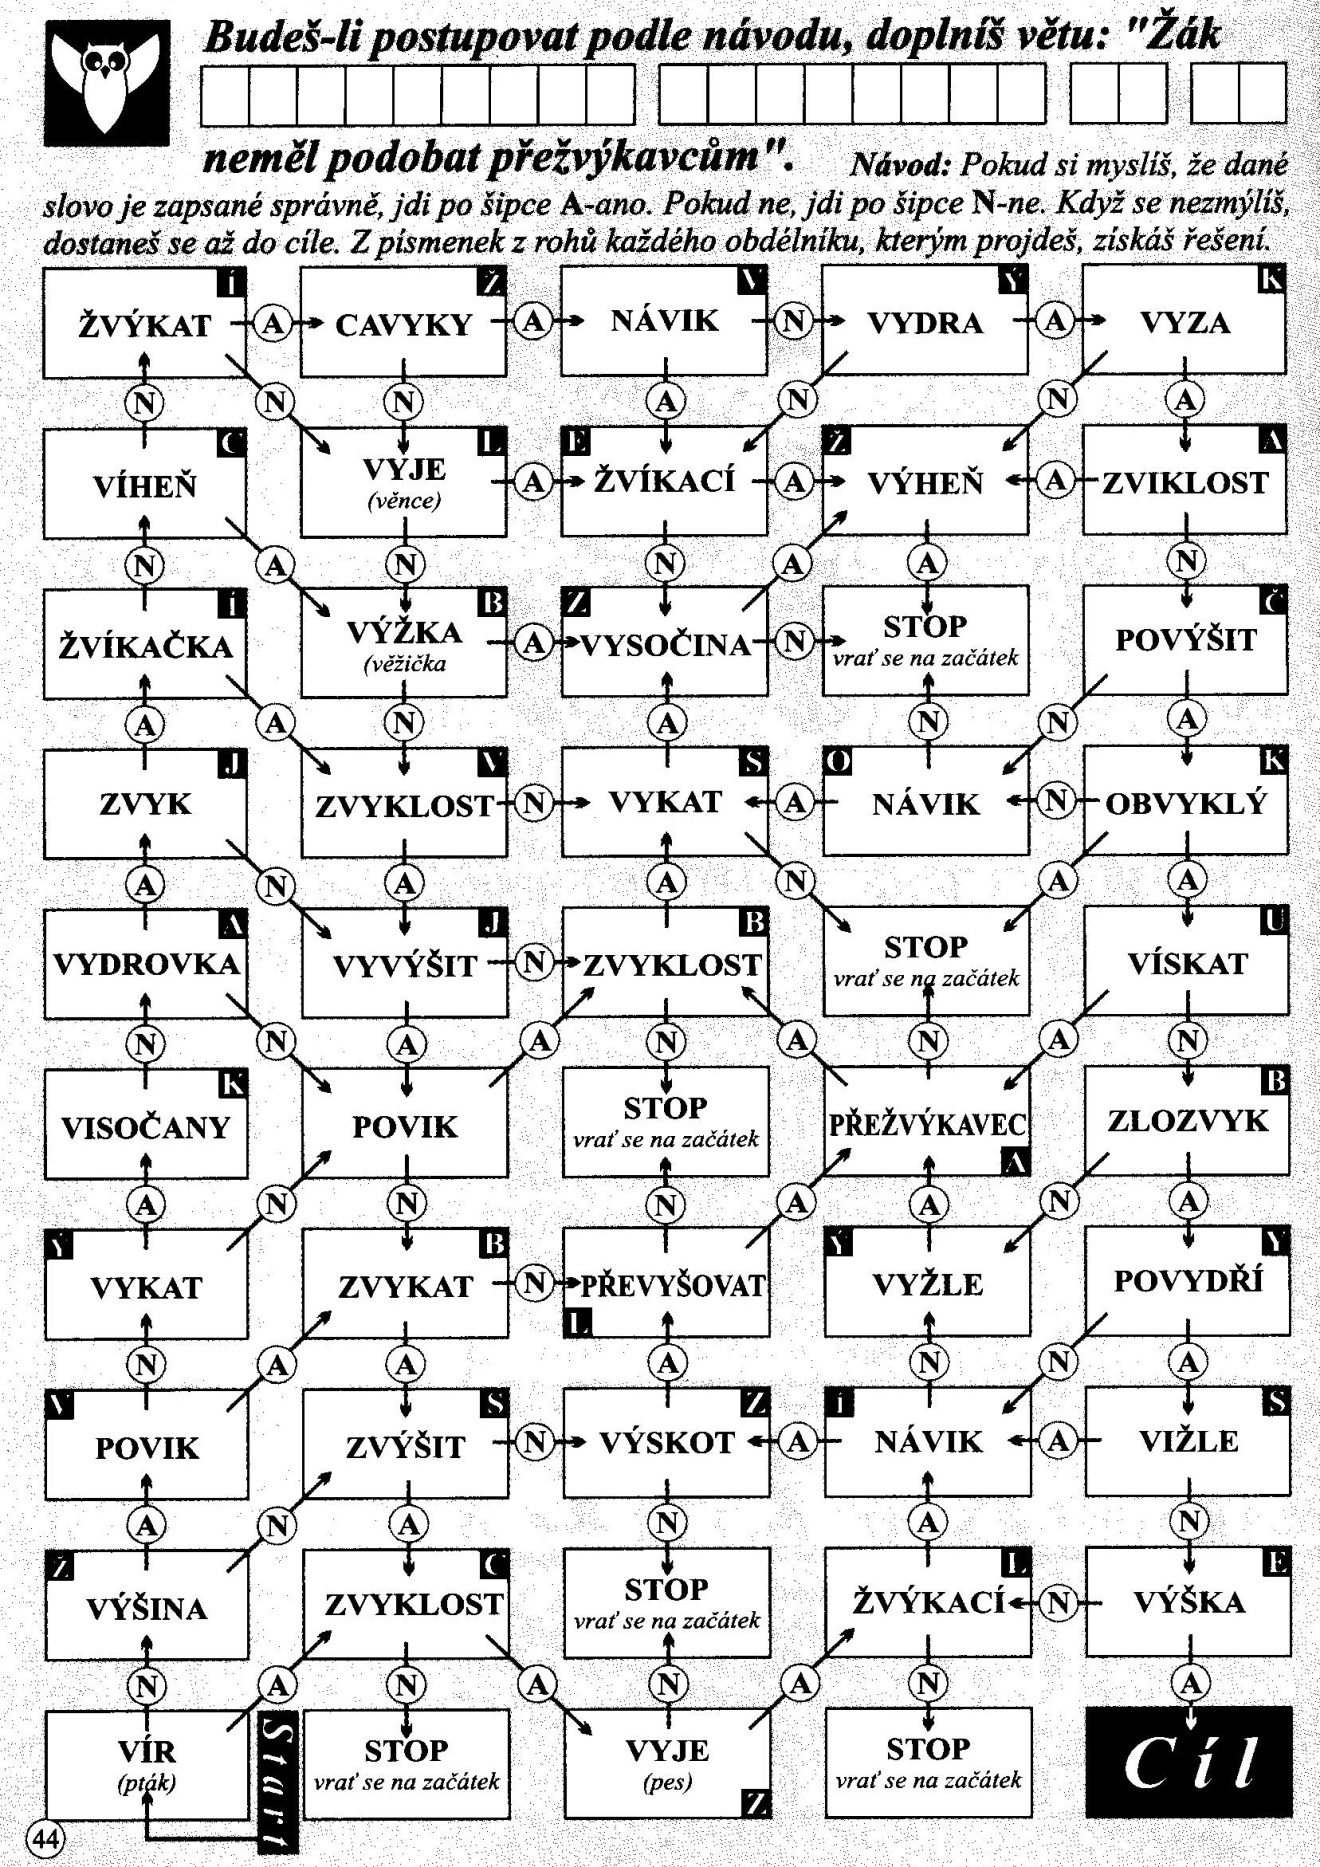 Budeš-li postupovat podle návodu, doplníš větu: "Žák
neměl podobat přežvýkavcům".
Návod: Pokud si myslíš, že dané
slovo je zapsané správně, jdi po šipce A-ano. Pokud ne, jdi po šipce N-ne. Když se nezmýlíš,
dostaneš se až do cíle. Z písmenek z rohů každého obdélníku, kterým projdeš, získáš řešení.
Í Ž V Ý K
ŽVÝKAT A CAVYKY A NÁVIK N VYDRA A VYZA
N N N A N N A
C L E Ž A
VÍHEŇ VYJE A ŽVÍKACÍ A VÝHEŇ A ZVIKLOST
(věnce)
N A N N A A N
Í B Z Č
ŽVÍKAČKA VÝŽKA A VYSOČINA N STOP POVÝŠIT
(věžička vrať se na začátek
A A N A N N A
J V S O K
ZVYK ZVYKLOST N VYKAT A NÁVIK N OBVYKLÝ
A N A A N A A
A J B U
VYDROVKA VYVÝŠIT N ZVYKLOST STOP VÍSKAT
vrať se na začátek
N N A A N A N A N
K B
VISOČANY POVIK STOP PŘEŽVÝKAVEC ZLOZVYK
vrať se na začátek A
A N N N A A N A
Ý B Ý Y
VYKAT ZVYKAT N PŘEVYŠOVAT VYŽLE POVYDŘÍ
L
N A A A N N A
V S Z Í S
POVIK ZVÝŠIT N VÝSKOT A NÁVIK A VIŽLE
A N A N A N
Ž C L E
VÝŠINA ZVYKLOST STOP ŽVÝKACÍ N VÝŠKA
vrať se na začátek
N A N A N A N A
VÍR STOP VYJE STOP Cíl
(pták) vrať se na začátek (pes) vrať se na začátek
Z
Start
44